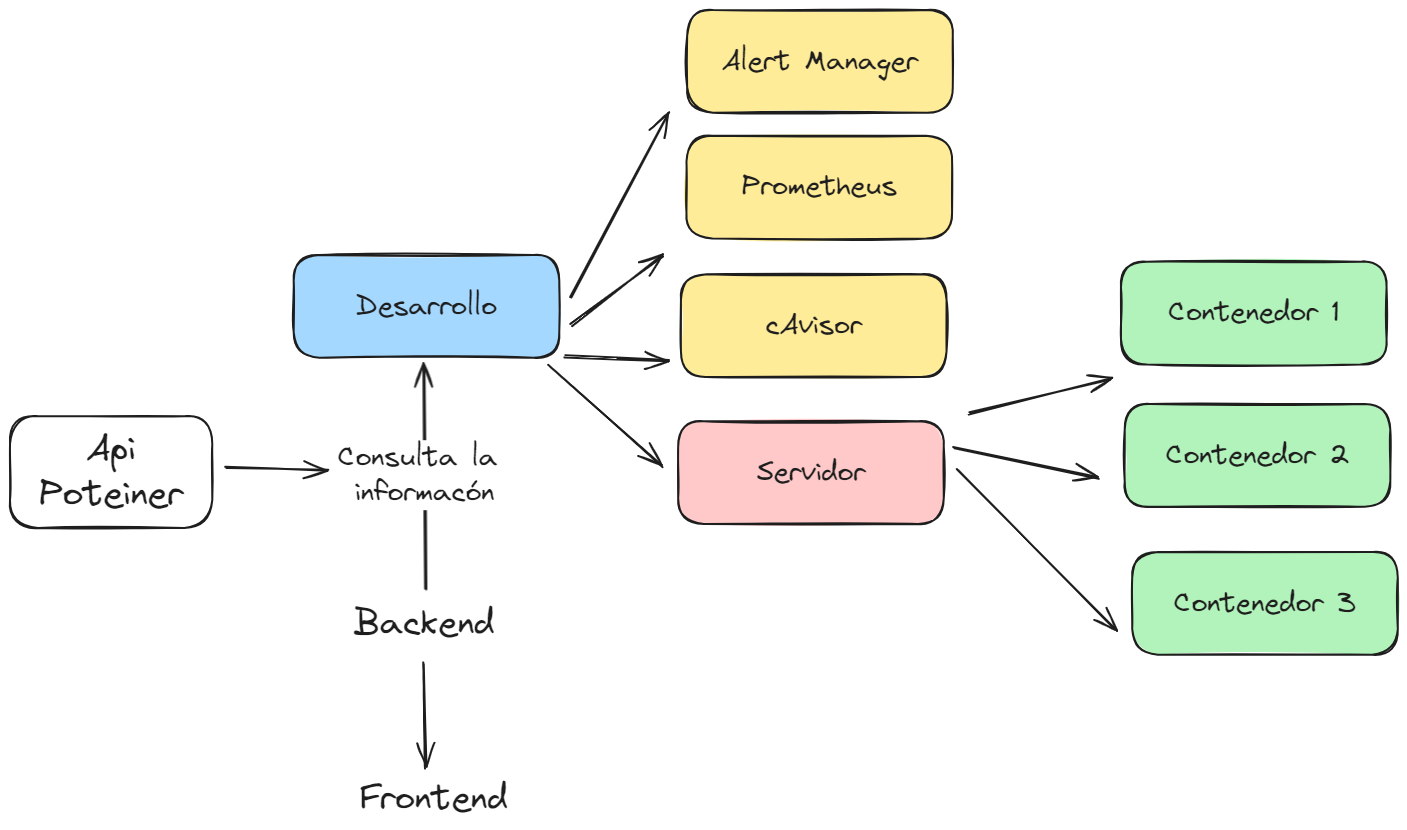 Alert Manager
Prometheus
Desarrollo
cAvisor
Contenedor 1
Api
Poteiner
Consulta la
informacón
Servidor
Contenedor 2
Contenedor 3
Backend
Frontend